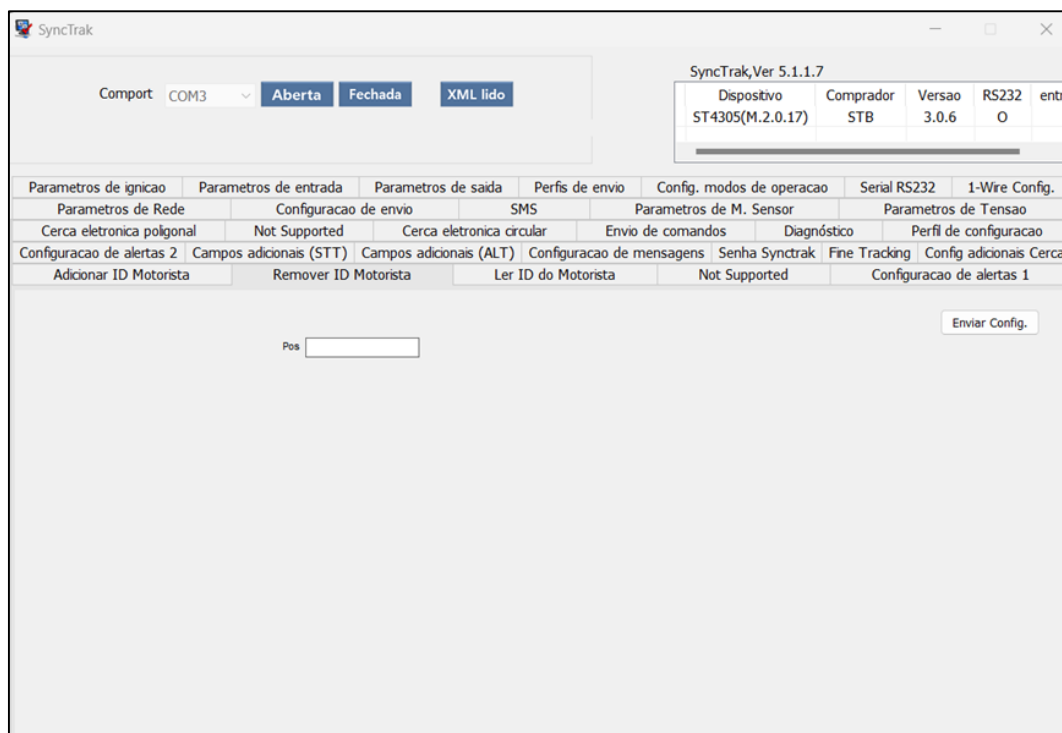 SyncTrak
SyncTrak,Ver 5.1.1.7
Comport COM3 Aberta Fechada XML lido
Dispositivo Comprador Versao RS232 entr
ST4305(M.2.0.17) STB 3.0.6 O
Parametros de ignicao Parametros de entrada Parametros de saida Perfis de envio Config. modos de operacao Serial RS232 1-Wire Config.
Parametros de Rede Configuracao de envio SMS Parametros de M. Sensor Parametros de Tensao
Cerca eletronica poligonal Not Supported Cerca eletronica circular Envio de comandos Diagnóstico Perfil de configuracao
Configuracao de alertas 2 Campos adicionais (STT) Campos adicionais (ALT) Configuracao de mensagens Senha Synctrak Fine Tracking Config adicionais Cerca
Adicionar ID Motorista Remover ID Motorista Ler ID do Motorista Not Supported Configuracao de alertas 1
Enviar Config.
Pos